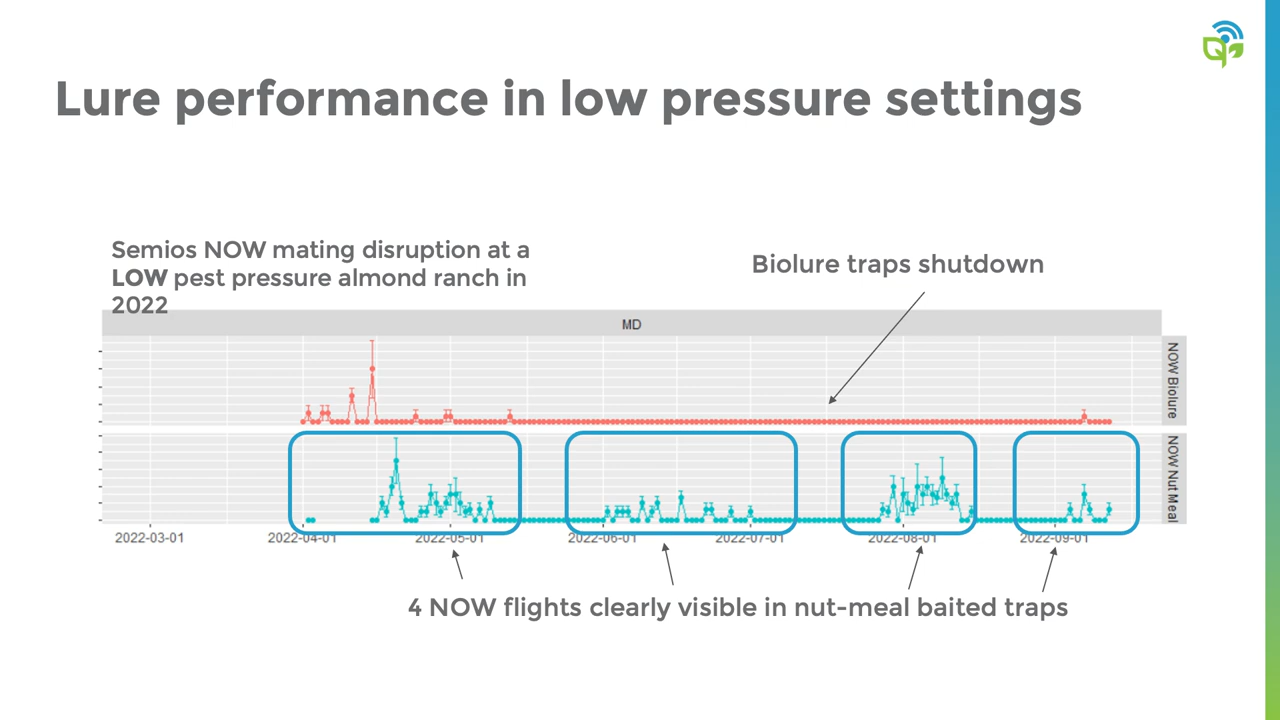 Lure performance in low pressure settings
Semios NOW mating disruption at a
LOW pest pressure almond ranch in
2022
Biolure traps shutdown
MD
NOW Biolure
NOW Nut Meal
2022-03-01 2022-04-01 2022-05-01 2022-06-01 2022-07-01 2022-08-01 2022-09-01
4 NOW flights clearly visible in nut-meal baited traps